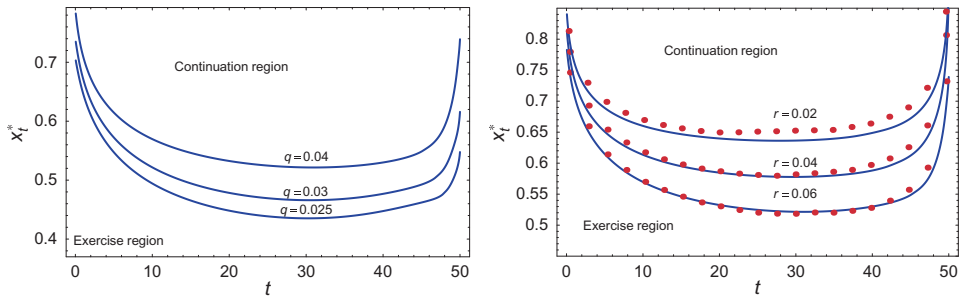 0.7
0.6
0.5
0.4
x*t
Continuation region
q=0.04
q=0.03
q=0.025
Exercise region
0 10 20 30 40 50
t
0.8
0.75
0.7
0.65
0.6
0.55
0.5
x*t
Continuation region
r=0.02
r=0.04
r=0.06
Exercise region
0 10 20 30 40 50
t